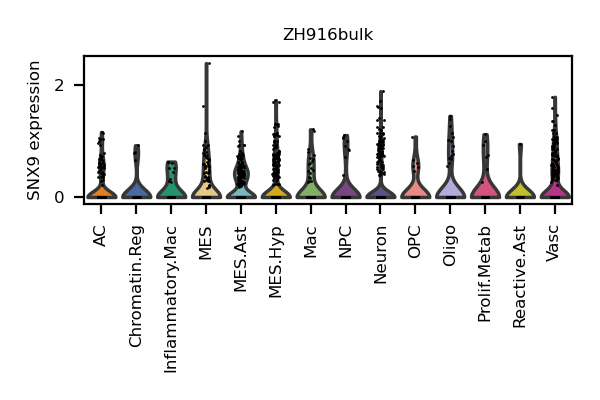 ZH916bulk
SNX9 expression
2
0
AC
Chromatin.Reg
Inflammatory.Mac
MES
MES.Ast
MES.Hyp
Mac
NPC
Neuron
OPC
Oligo
Prolif.Metab
Reactive.Ast
Vasc